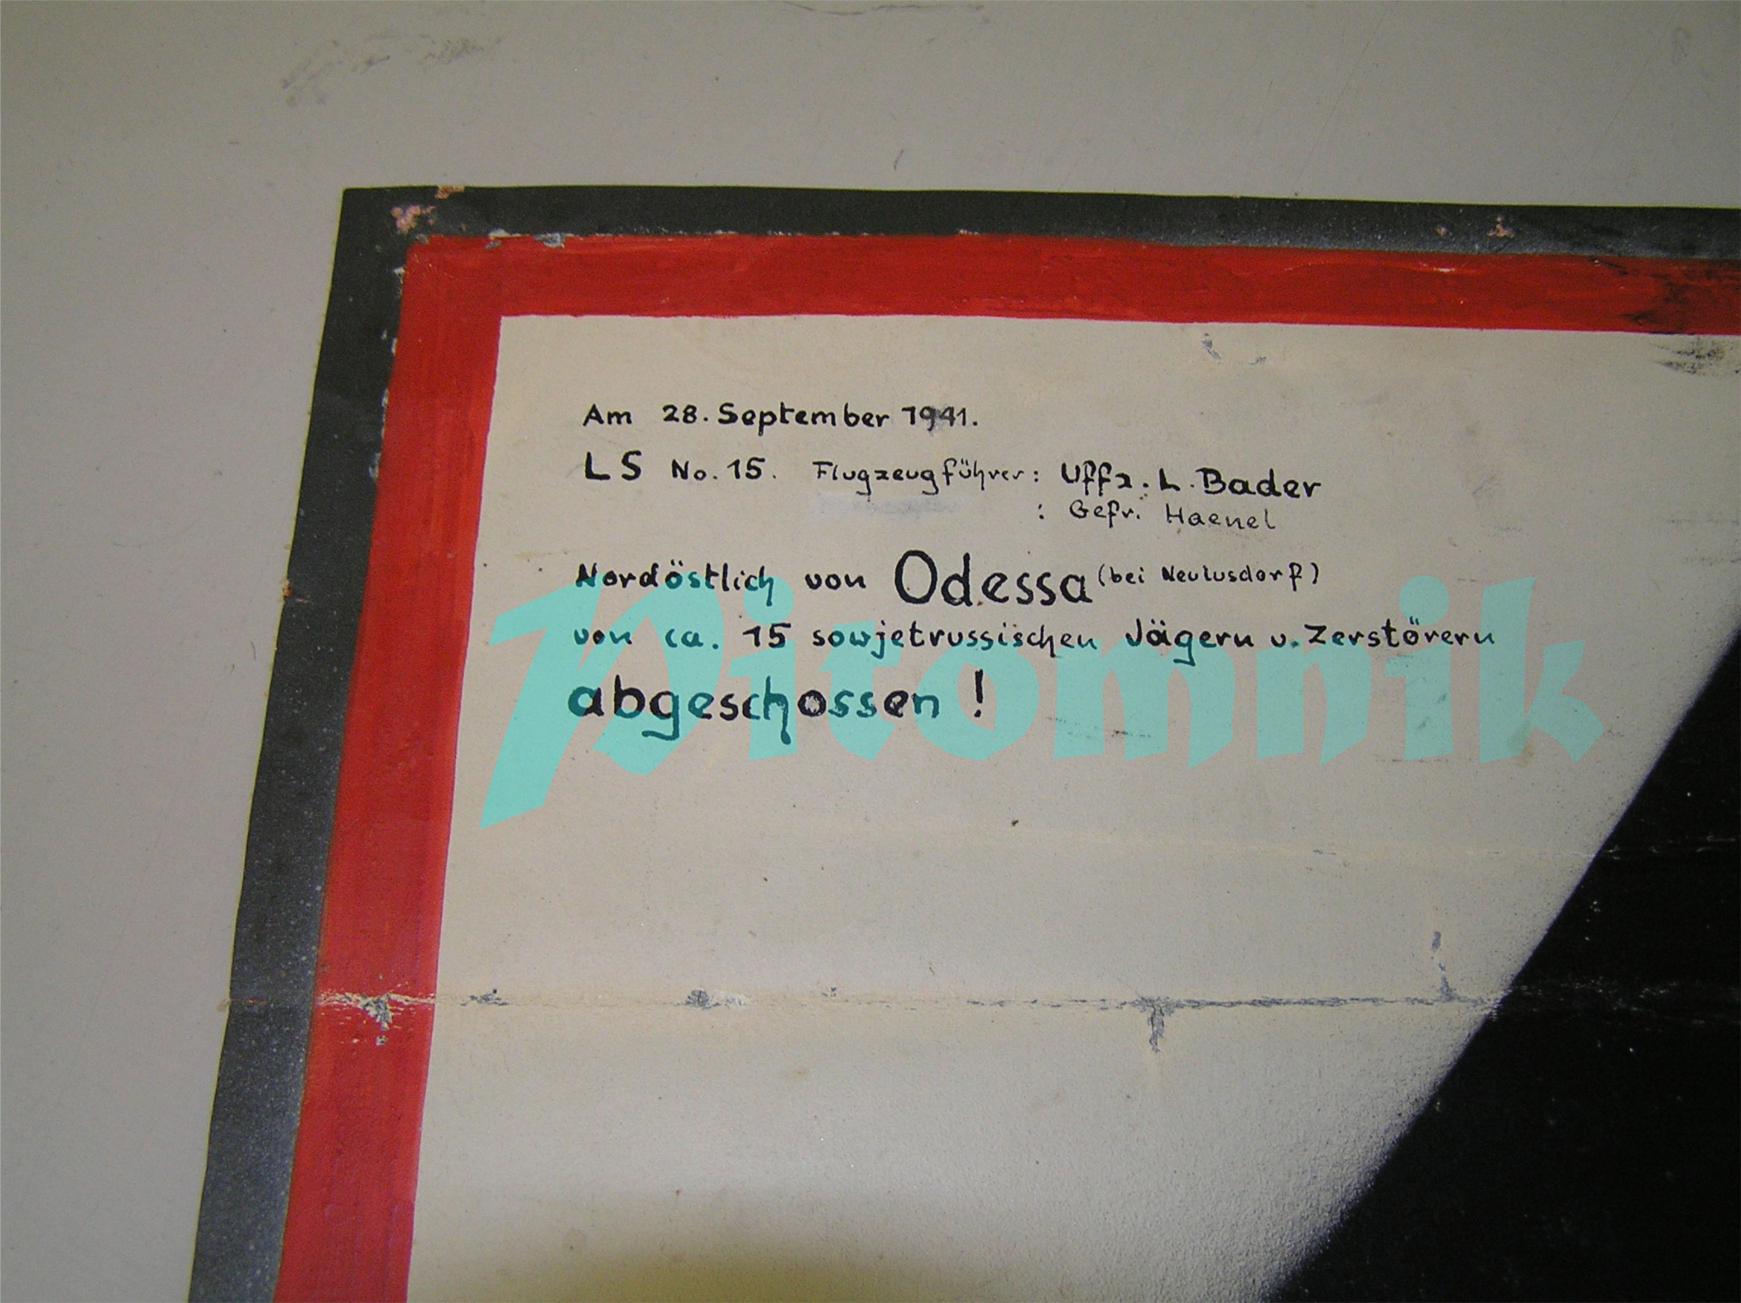 Am 28. September 1941.
LS No. 15. Flugzeugführer: Uffz. L. Bader
: Gefr. Haenel
Nordöstlich von Odessa (bei
von ca. 15 sowjetrussischen Jägern u. Zerstörern
abgeschossen!
Pitomnik